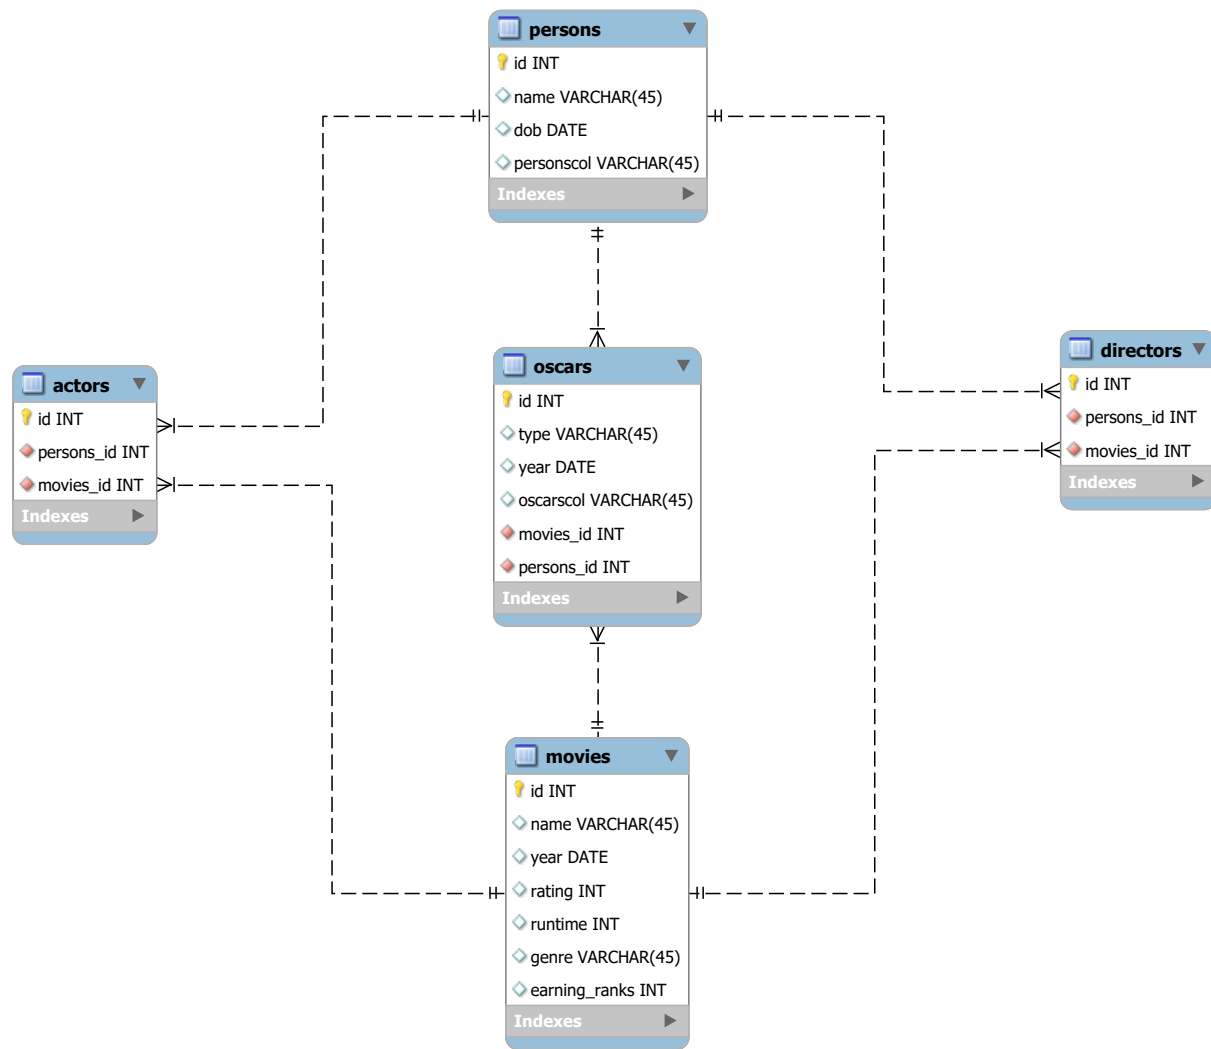 persons
id INT
name VARCHAR(45)
dob DATE
personscol VARCHAR(45)
Indexes
actors
id INT
persons_id INT
movies_id INT
Indexes
oscars
id INT
type VARCHAR(45)
year DATE
oscarscol VARCHAR(45)
movies_id INT
persons_id INT
Indexes
directors
id INT
persons_id INT
movies_id INT
Indexes
movies
id INT
name VARCHAR(45)
year DATE
rating INT
runtime INT
genre VARCHAR(45)
earning_ranks INT
Indexes